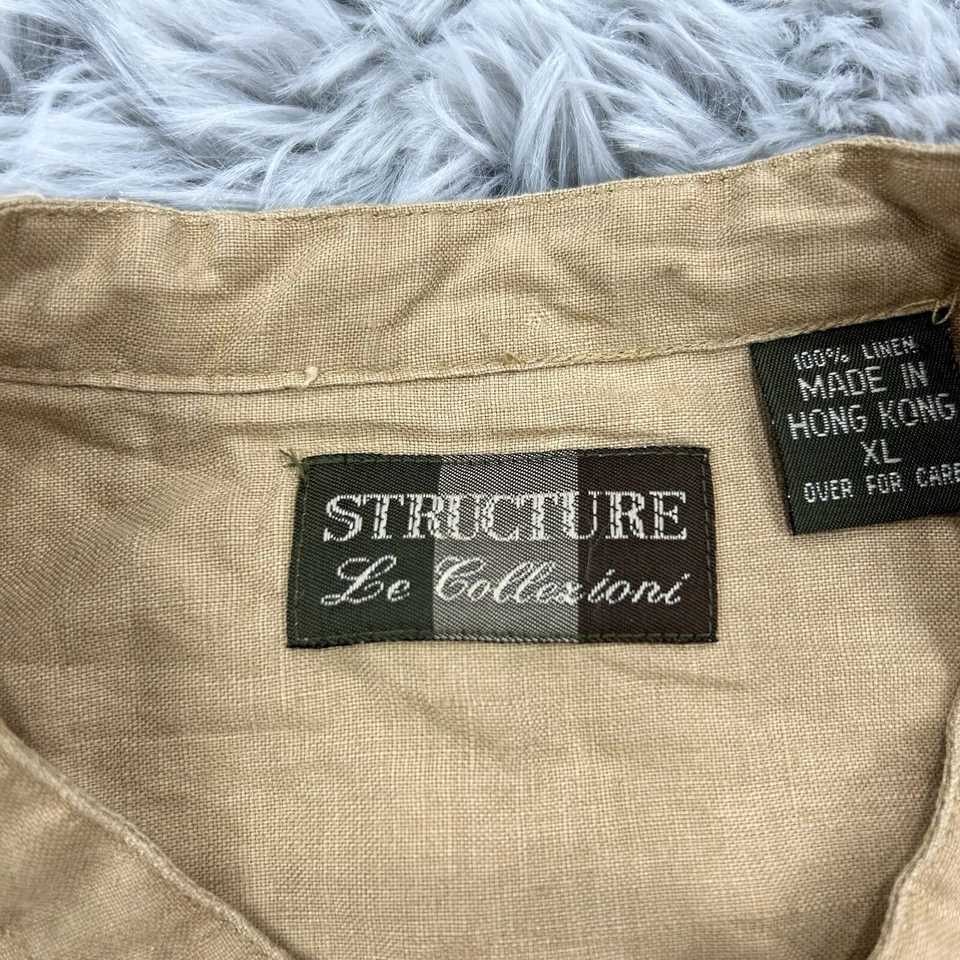 100% LINEN
MADE IN
HONG KONG
XL
OVER FOR CARE
STRUCTURE
Le Collezioni